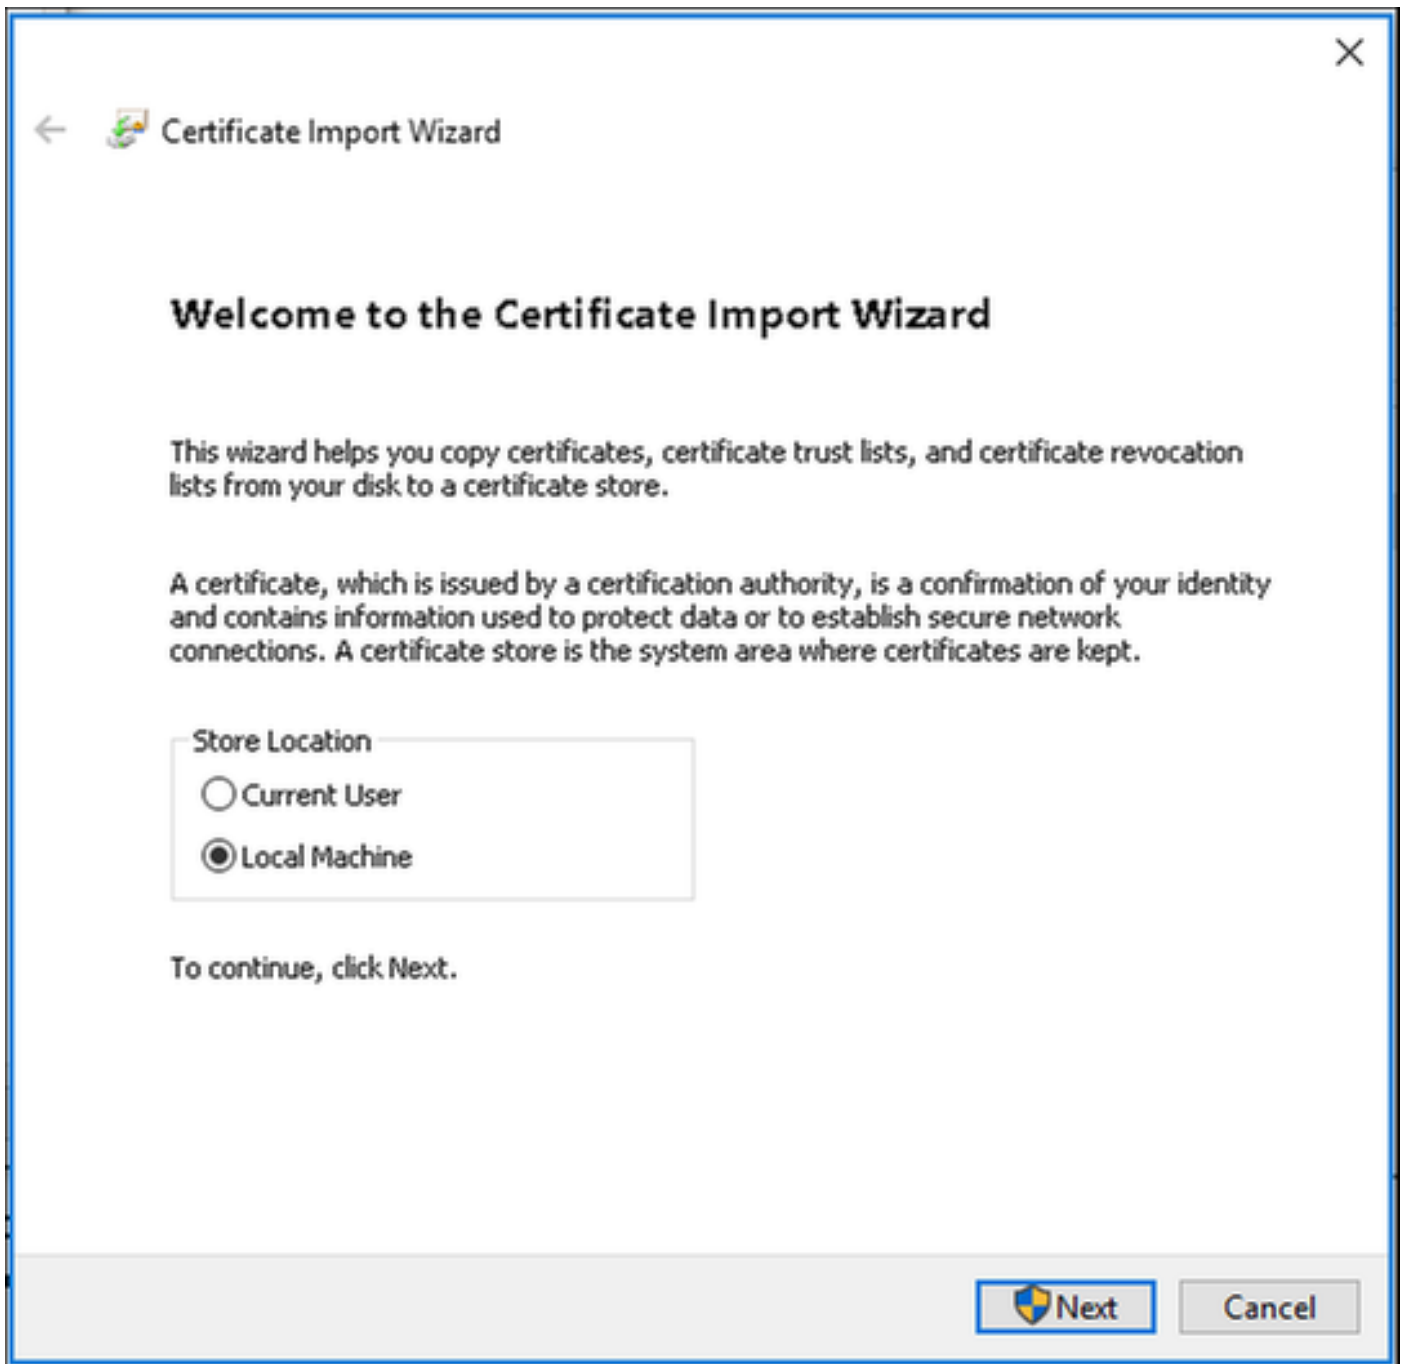 Certificate Import Wizard
Welcome to the Certificate Import Wizard
This wizard helps you copy certificates, certificate trust lists, and certificate revocation
lists from your disk to a certificate store.
A certificate, which is issued by a certification authority, is a confirmation of your identity
and contains information used to protect data or to establish secure network
connections. A certificate store is the system area where certificates are kept.
Store Location
Current User
Local Machine
To continue, click Next.
Next
Cancel